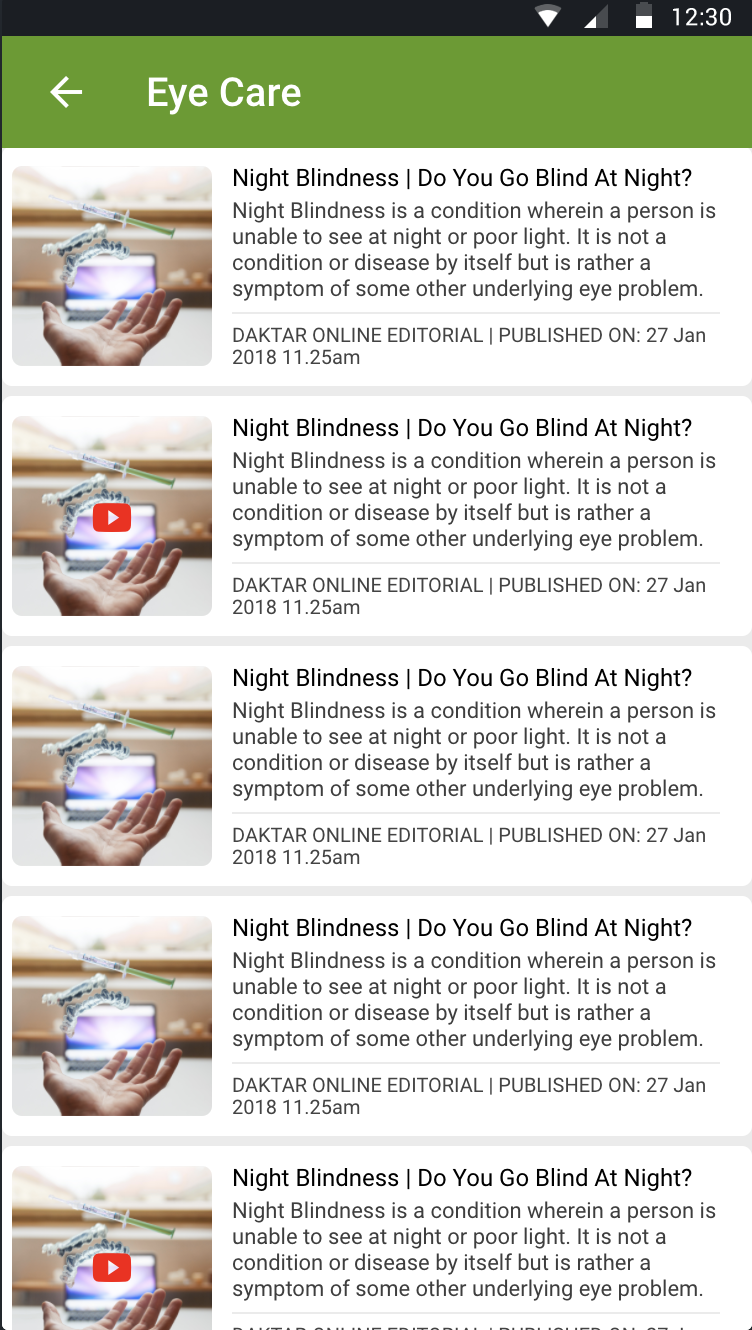 12:30
Eye Care
Night Blindness | Do You Go Blind At Night?
Night Blindness is a condition wherein a person is
unable to see at night or poor light. It is not a
condition or disease by itself but is rather a
symptom of some other underlying eye problem.
DAKTAR ONLINE EDITORIAL | PUBLISHED ON: 27 Jan
2018 11.25am
Night Blindness | Do You Go Blind At Night?
Night Blindness is a condition wherein a person is
unable to see at night or poor light. It is not a
condition or disease by itself but is rather a
symptom of some other underlying eye problem.
DAKTAR ONLINE EDITORIAL | PUBLISHED ON: 27 Jan
2018 11.25am
Night Blindness | Do You Go Blind At Night?
Night Blindness is a condition wherein a person is
unable to see at night or poor light. It is not a
condition or disease by itself but is rather a
symptom of some other underlying eye problem.
DAKTAR ONLINE EDITORIAL | PUBLISHED ON: 27 Jan
2018 11.25am
Night Blindness | Do You Go Blind At Night?
Night Blindness is a condition wherein a person is
unable to see at night or poor light. It is not a
condition or disease by itself but is rather a
symptom of some other underlying eye problem.
DAKTAR ONLINE EDITORIAL | PUBLISHED ON: 27 Jan
2018 11.25am
Night Blindness | Do You Go Blind At Night?
Night Blindness is a condition wherein a person is
unable to see at night or poor light. It is not a
condition or disease by itself but is rather a
symptom of some other underlying eye problem.